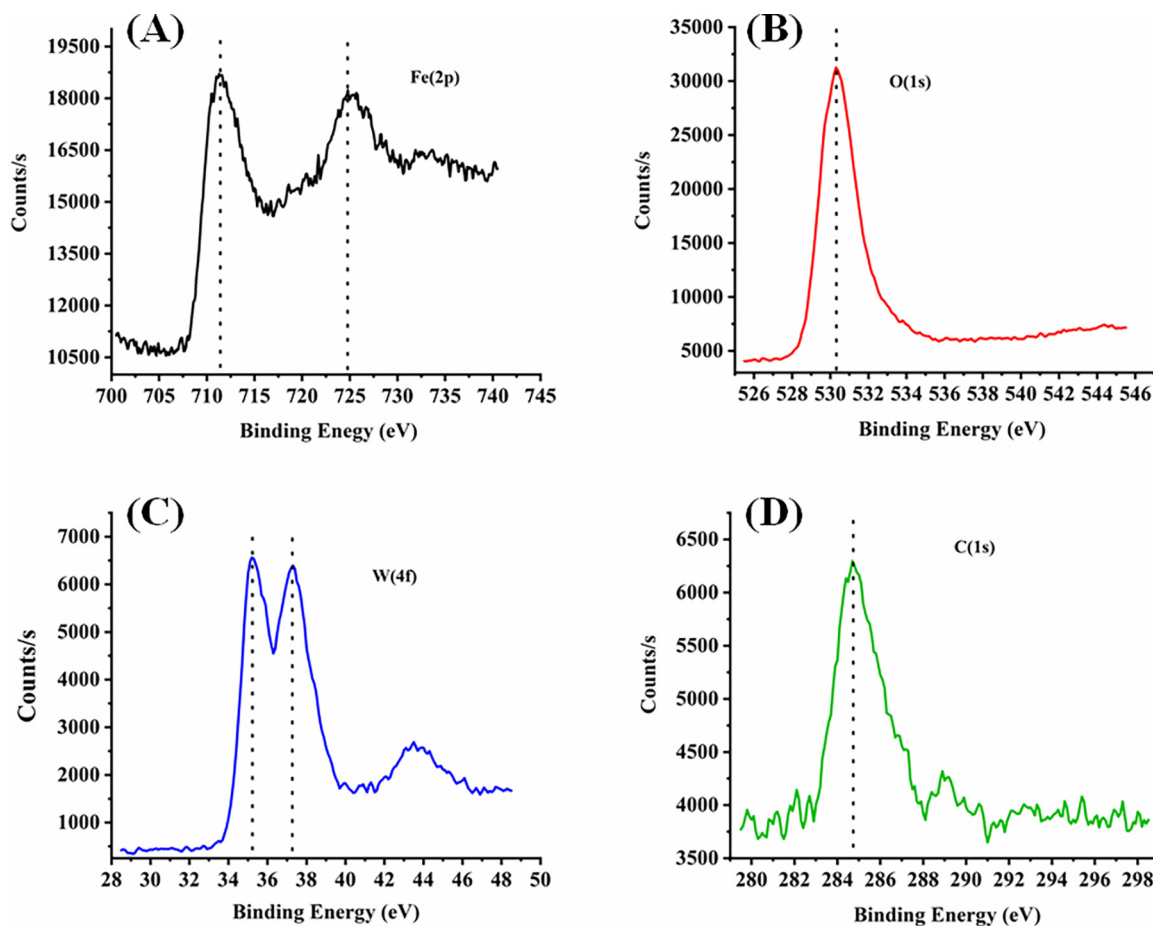 (A)
Fe(2p)
Counts/s
19500
18000
16500
15000
13500
12000
10500
700 705 710 715 720 725 730 735 740 745
Binding Enegy (eV)
(B)
O(1s)
Counts/s
35000
30000
25000
20000
15000
10000
5000
526 528 530 532 534 536 538 540 542 544 546
Binding Energy (eV)
(C)
W(4f)
Counts/s
7000
6000
5000
4000
3000
2000
1000
28 30 32 34 36 38 40 42 44 46 48 50
Binding Energy (eV)
(D)
C(1s)
Counts/s
6500
6000
5500
5000
4500
4000
3500
280 282 284 286 288 290 292 294 296 298
Binding Energy (eV)